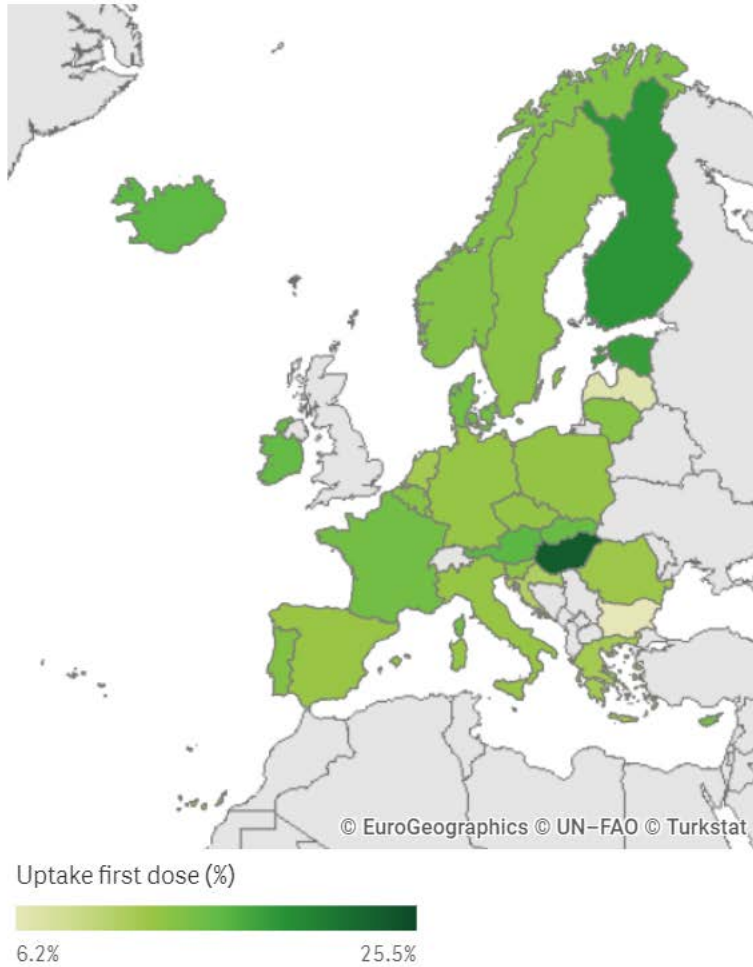 © EuroGeographics © UN–FAO © Turkstat
Uptake first dose (%)
6.2%
25.5%